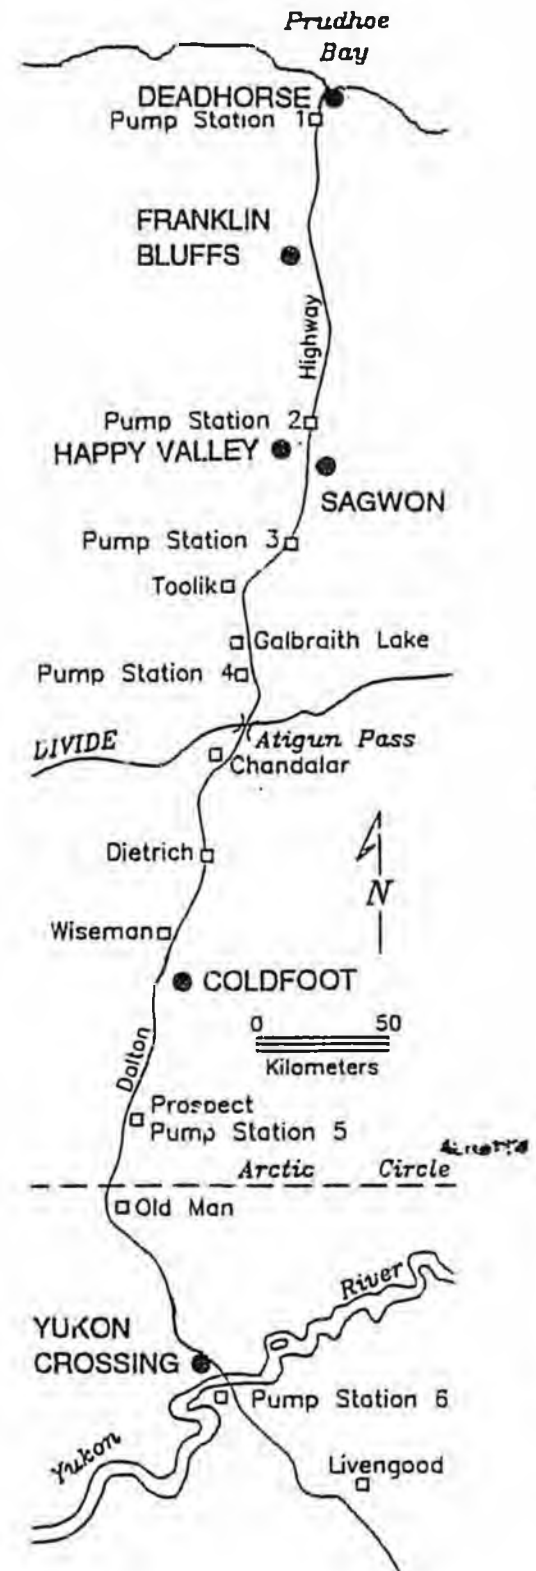 Prudhoe
Bay
DEADHORSE
Pump Station 1
FRANKLIN
BLUFFS
Highway
Pump Station 2
HAPPY VALLEY
SAGWON
Pump Station 3
Toolik
Galbraith Lake
Pump Station 4
DIVIDE
Atigun Pass
Chandalar
Dietrich
N
Wiseman
COLDFOOT
0 50
Kilometers
Dalton
Prospect
Pump Station 5
Arctic Circle
Old Man
River
YUKON
CROSSING
Pump Station 6
Yukon
Livengood